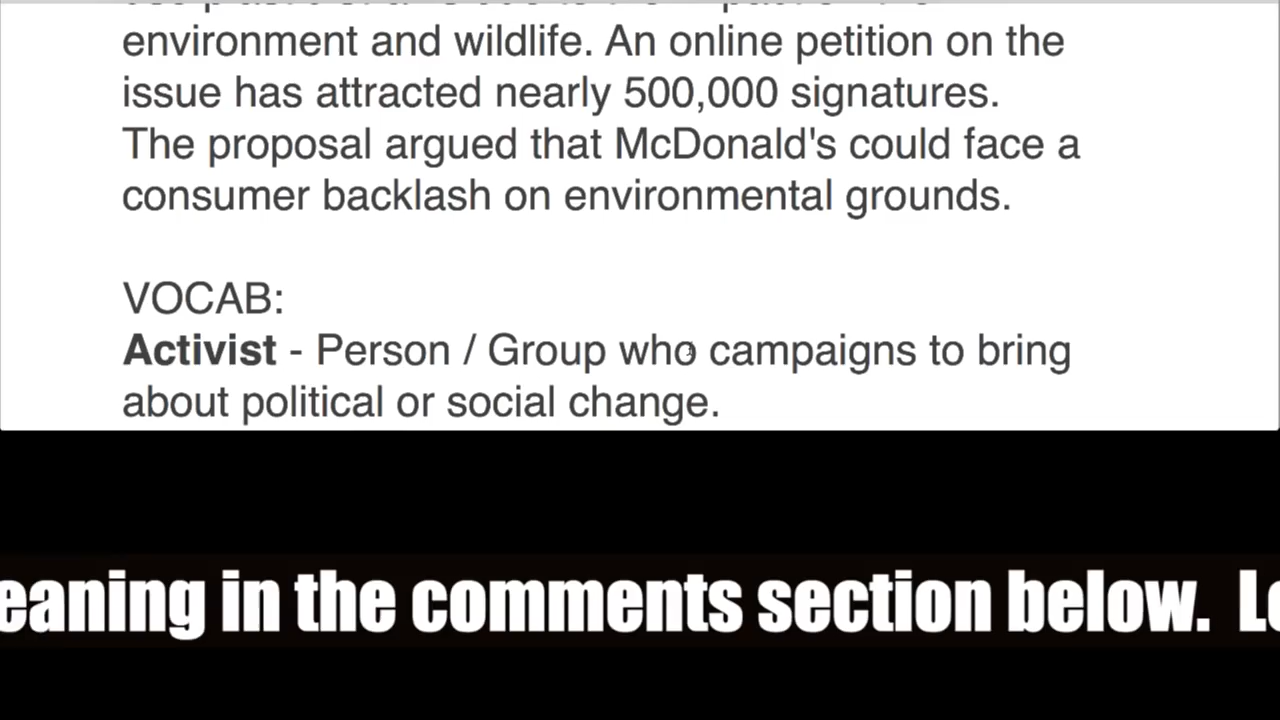 environment and wildlife. An online petition on the
issue has attracted nearly 500,000 signatures.
The proposal argued that McDonald's could face a
consumer backlash on environmental grounds.
VOCAB:
Activist - Person / Group who campaigns to bring
about political or social change.
eaning in the comments section below. Le